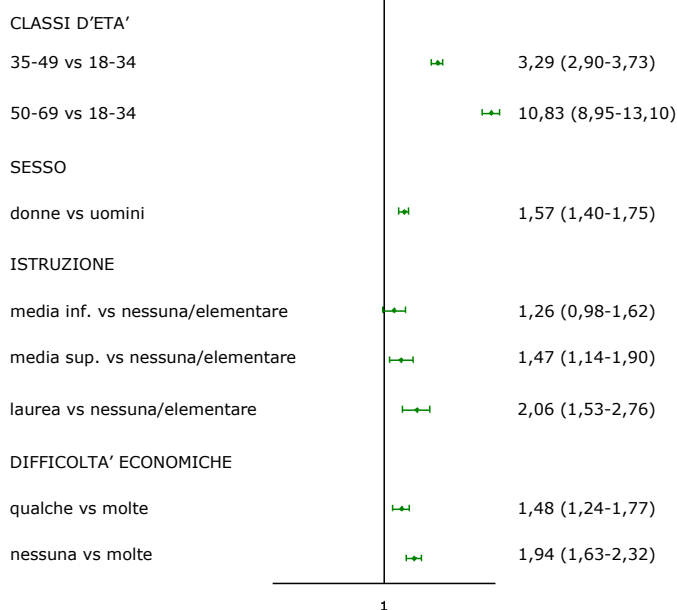 CLASSI D'ETA'
35-49 vs 18-34 3,29 (2,90-3,73)
50-69 vs 18-34 10,83 (8,95-13,10)
SESSO
donne vs uomini 1,57 (1,40-1,75)
ISTRUZIONE
media inf. vs nessuna/elementare 1,26 (0,98-1,62)
media sup. vs nessuna/elementare 1,47 (1,14-1,90)
laurea vs nessuna/elementare 2,06 (1,53-2,76)
DIFFICOLTA' ECONOMICHE
qualche vs molte 1,48 (1,24-1,77)
nessuna vs molte 1,94 (1,63-2,32)
1